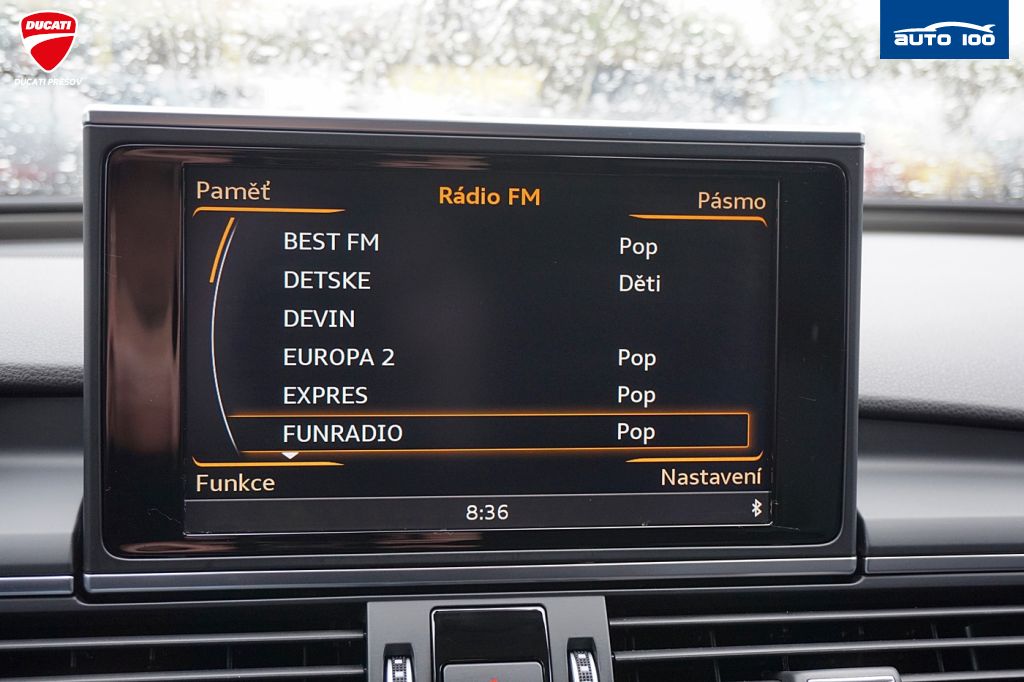 DUCATI
DUCATI PREŠOV
AUTO 100
Paměť
Rádio FM
Pásmo
BEST FM Pop
DETSKE Děti
DEVIN
EUROPA 2 Pop
EXPRES Pop
FUNRADIO Pop
Funkce
Nastavení
8:36